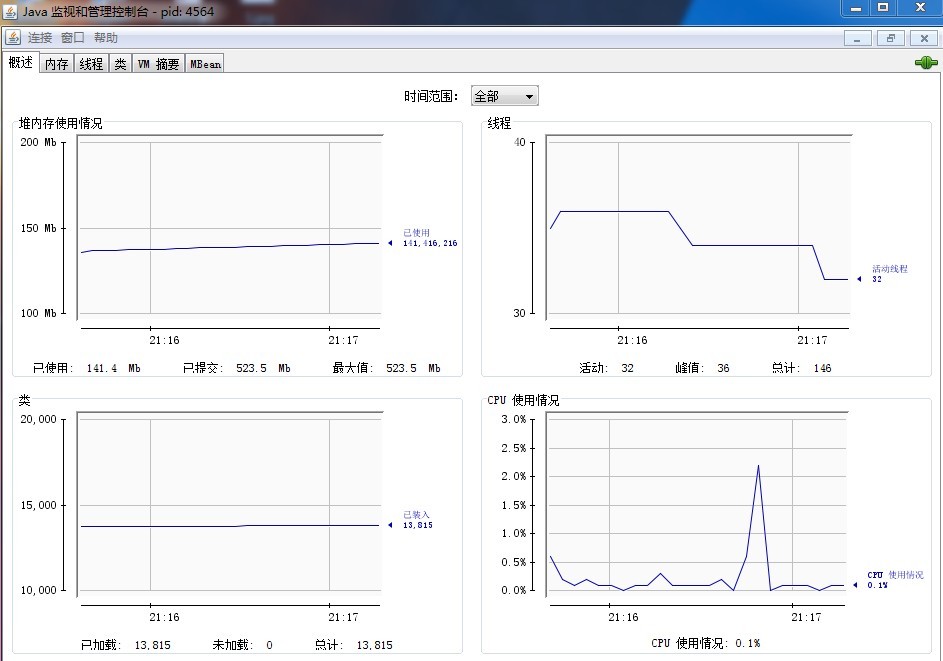 Java 监视和管理控制台 - pid: 4564
连接 窗口 帮助
概述 内存 线程 类 VM 摘要 MBean
时间范围： 全部
堆内存使用情况
200 Mb
150 Mb
100 Mb
已使用
141,416,216
21:16 21:17
已使用: 141.4 Mb 已提交: 523.5 Mb 最大值: 523.5 Mb
线程
40
30
活动线程
32
21:16 21:17
活动: 32 峰值: 36 总计: 146
类
20,000
15,000
10,000
已装入
13,815
21:16 21:17
已加载: 13,815 未加载: 0 总计: 13,815
CPU 使用情况
3.0%
2.5%
2.0%
1.5%
1.0%
0.5%
0.0%
CPU 使用情况
0.1%
21:16 21:17
CPU 使用情况: 0.1%